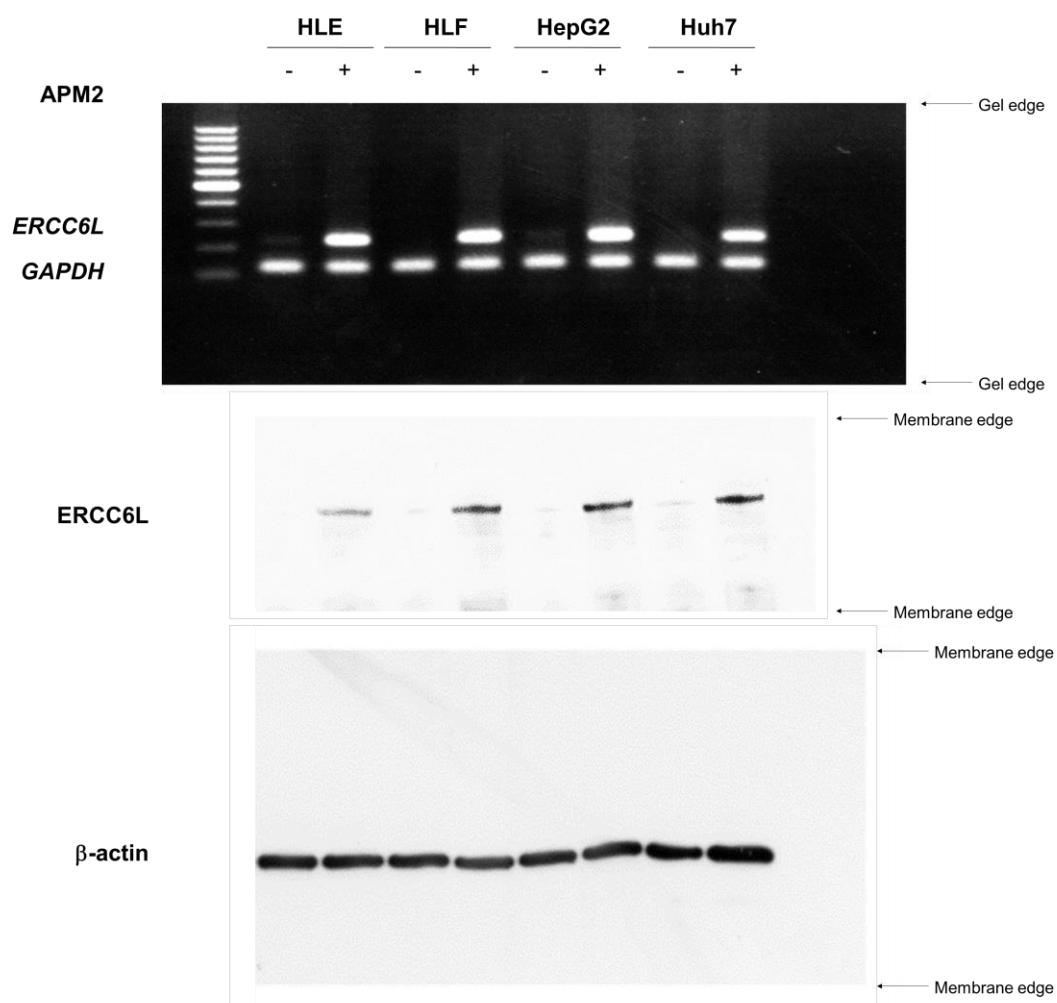 HLE HLF HepG2 Huh7
- + - + - + - +
APM2
Gel edge
ERCC6L
GAPDH
Gel edge
Membrane edge
ERCC6L
Membrane edge
Membrane edge
β-actin
Membrane edge